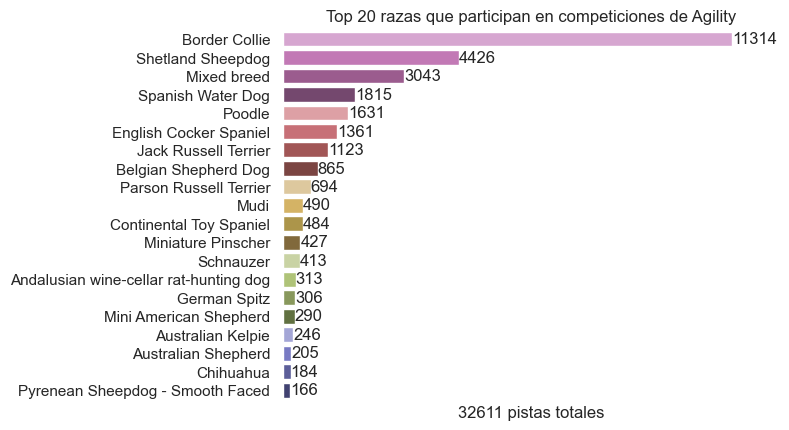 Top 20 razas que participan en competiciones de Agility
Border Collie 11314
Shetland Sheepdog 4426
Mixed breed 3043
Spanish Water Dog 1815
Poodle 1631
English Cocker Spaniel 1361
Jack Russell Terrier 1123
Belgian Shepherd Dog 865
Parson Russell Terrier 694
Mudi 490
Continental Toy Spaniel 484
Miniature Pinscher 427
Schnauzer 413
Andalusian wine-cellar rat-hunting dog 313
German Spitz 306
Mini American Shepherd 290
Australian Kelpie 246
Australian Shepherd 205
Chihuahua 184
Pyrenean Sheepdog - Smooth Faced 166
32611 pistas totales